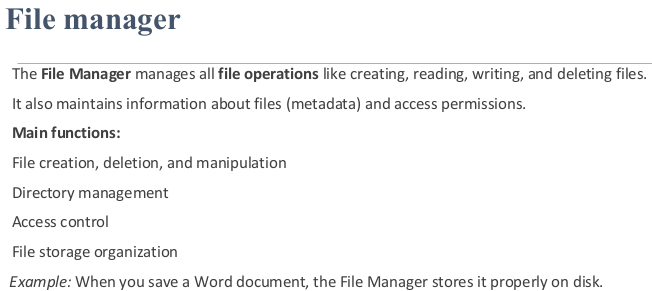 File manager
The File Manager manages all file operations like creating, reading, writing, and deleting files.
It also maintains information about files (metadata) and access permissions.
Main functions:
File creation, deletion, and manipulation
Directory management
Access control
File storage organization
Example: When you save a Word document, the File Manager stores it properly on disk.